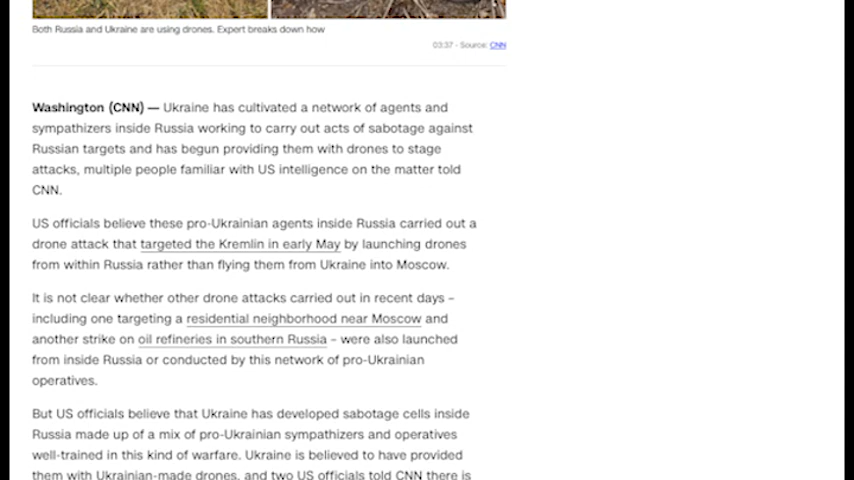 Both Russia and Ukraine are using drones. Expert breaks down how
03:37 - Source: CNN
Washington (CNN) — Ukraine has cultivated a network of agents and
sympathizers inside Russia working to carry out acts of sabotage against
Russian targets and has begun providing them with drones to stage
attacks, multiple people familiar with US intelligence on the matter told
CNN.
US officials believe these pro-Ukrainian agents inside Russia carried out a
drone attack that targeted the Kremlin in early May by launching drones
from within Russia rather than flying them from Ukraine into Moscow.
It is not clear whether other drone attacks carried out in recent days –
including one targeting a residential neighborhood near Moscow and
another strike on oil refineries in southern Russia – were also launched
from inside Russia or conducted by this network of pro-Ukrainian
operatives.
But US officials believe that Ukraine has developed sabotage cells inside
Russia made up of a mix of pro-Ukrainian sympathizers and operatives
well-trained in this kind of warfare. Ukraine is believed to have provided
them with Ukrainian-made drones, and two US officials told CNN there is